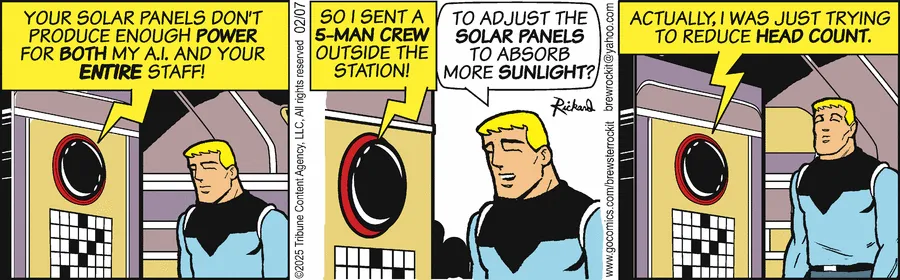 YOUR SOLAR PANELS DON'T
PRODUCE ENOUGH POWER
FOR BOTH MY A.I. AND YOUR
ENTIRE STAFF!
©2025 Tribune Content Agency, LLC. All rights reserved 02/07
SO I SENT A
5-MAN CREW
OUTSIDE THE
STATION!
TO ADJUST THE
SOLAR PANELS
TO ABSORB
MORE SUNLIGHT?
Rickard
www.gocomics.com/brewsterrockit brewrockit@yahoo.com
ACTUALLY, I WAS JUST TRYING
TO REDUCE HEAD COUNT.